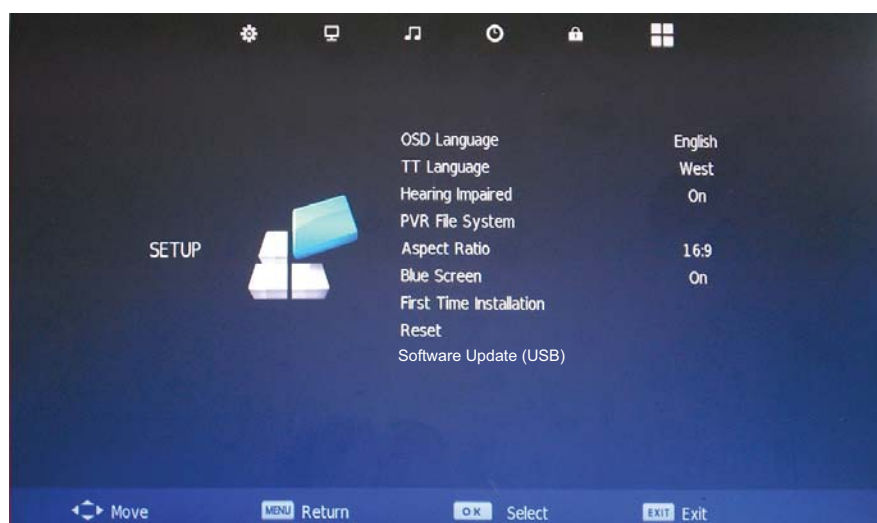 OSD Language English
TT Language West
Hearing Impaired On
PVR File System
SETUP
Aspect Ratio 16:9
Blue Screen On
First Time Installation
Reset
Software Update (USB)
Move MENU Return OK Select EXIT Exit